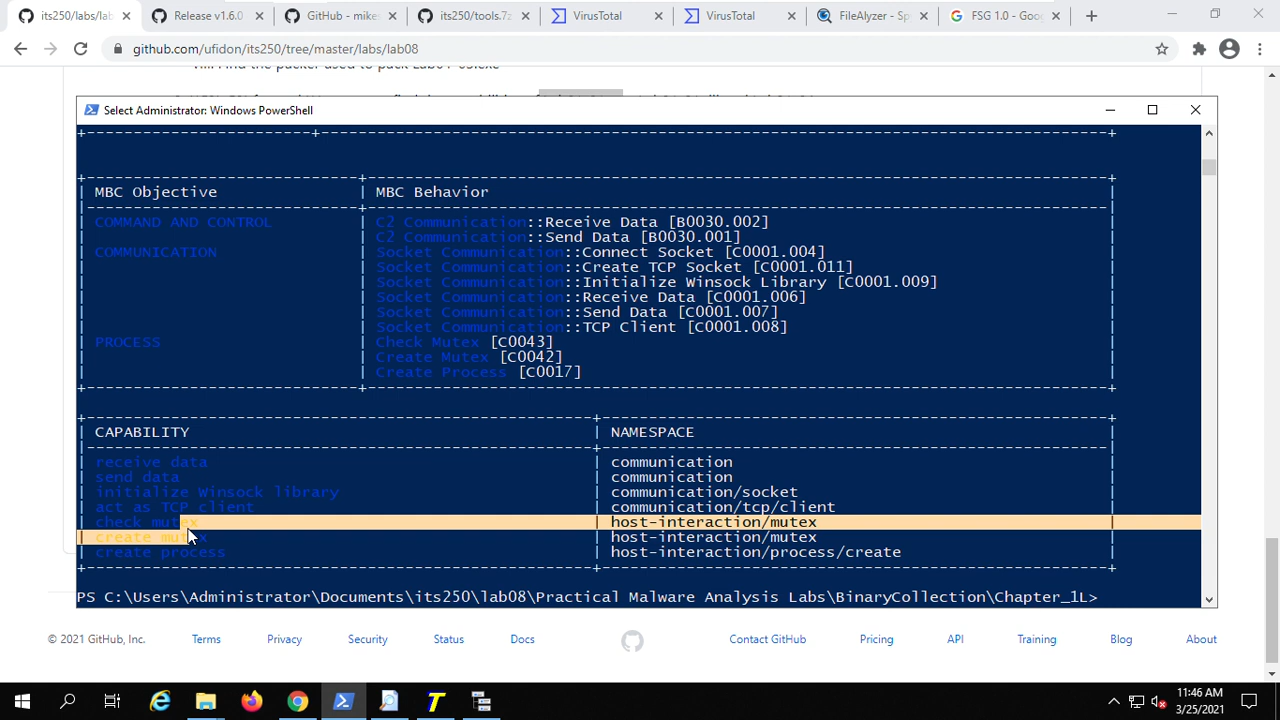 its250/labs/lab
Release v1.6.0
GitHub - mikes
its250/tools.7z
VirusTotal
VirusTotal
FileAlyzer - Sp
FSG 1.0 - Goog
github.com/ufidon/its250/tree/master/labs/lab08
Select Administrator: Windows PowerShell
MBC Objective | MBC Behavior
COMMAND AND CONTROL | C2 Communication::Receive Data [B0030.002]
C2 Communication::Send Data [B0030.001]
COMMUNICATION | Socket Communication::Connect Socket [C0001.004]
Socket Communication::Create TCP Socket [C0001.011]
Socket Communication::Initialize Winsock Library [C0001.009]
Socket Communication::Receive Data [C0001.006]
Socket Communication::Send Data [C0001.007]
Socket Communication::TCP Client [C0001.008]
PROCESS | Check Mutex [C0043]
Create Mutex [C0042]
Create Process [C0017]
CAPABILITY | NAMESPACE
receive data | communication
send data | communication
initialize Winsock library | communication/socket
act as TCP client | communication/tcp/client
check mutex | host-interaction/mutex
create mutex | host-interaction/mutex
create process | host-interaction/process/create
PS C:\Users\Administrator\Documents\its250\lab08\Practical Malware Analysis Labs\BinaryCollection\Chapter_1L>
© 2021 GitHub, Inc.
Terms
Privacy
Security
Status
Docs
Contact GitHub
Pricing
API
Training
Blog
About
11:46 AM
3/25/2021